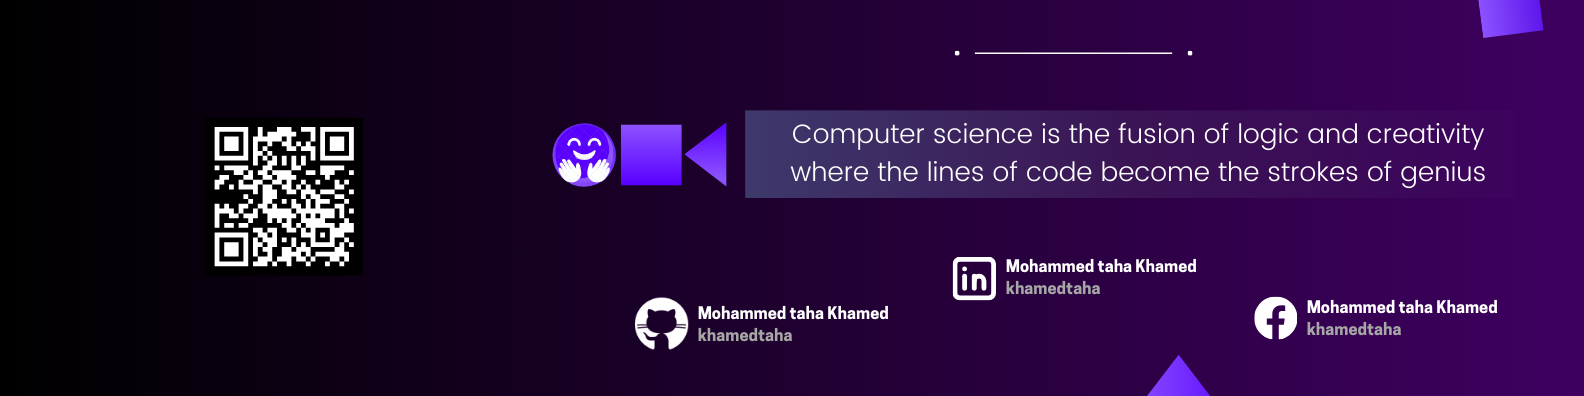 Computer science is the fusion of logic and creativity
where the lines of code become the strokes of genius
in
Mohammed taha Khamed
khamedtaha
Mohammed taha Khamed
khamedtaha
Mohammed taha Khamed
khamedtaha